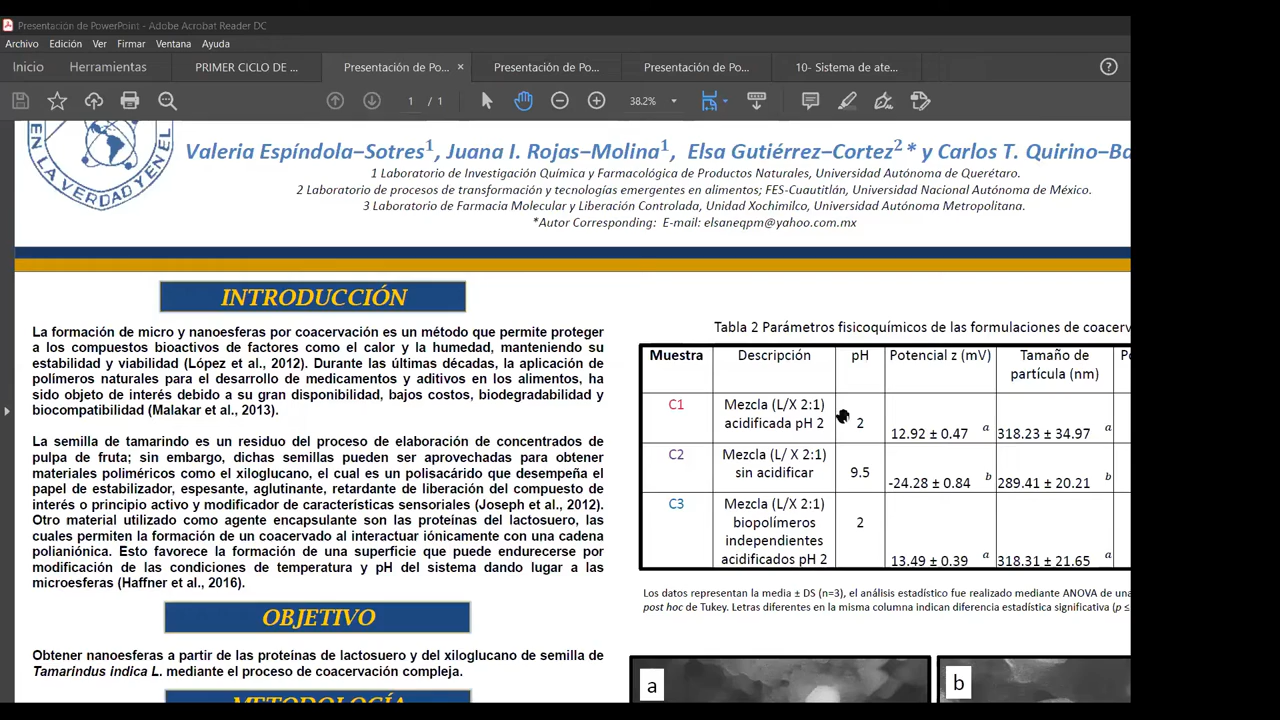 Presentación de PowerPoint - Adobe Acrobat Reader DC
Archivo Edición Ver Firmar Ventana Ayuda
Inicio Herramientas PRIMER CICLO DE ... Presentación de Po... × Presentación de Po... Presentación de Po... 10- Sistema de ate... ?
1 / 1 38.2%
EN LA VERDAD Y EN EL
Valeria Espíndola–Sotres¹, Juana I. Rojas–Molina¹, Elsa Gutiérrez–Cortez²* y Carlos T. Quirino–Ba
1 Laboratorio de Investigación Química y Farmacológica de Productos Naturales, Universidad Autónoma de Querétaro.
2 Laboratorio de procesos de transformación y tecnologías emergentes en alimentos; FES-Cuautitlán, Universidad Nacional Autónoma de México.
3 Laboratorio de Farmacia Molecular y Liberación Controlada, Unidad Xochimilco, Universidad Autónoma Metropolitana.
*Autor Corresponding: E-mail: elsaneqpm@yahoo.com.mx
INTRODUCCIÓN
La formación de micro y nanoesferas por coacervación es un método que permite proteger
a los compuestos bioactivos de factores como el calor y la humedad, manteniendo su
estabilidad y viabilidad (López et al., 2012). Durante las últimas décadas, la aplicación de
polímeros naturales para el desarrollo de medicamentos y aditivos en los alimentos, ha
sido objeto de interés debido a su gran disponibilidad, bajos costos, biodegradabilidad y
biocompatibilidad (Malakar et al., 2013).
La semilla de tamarindo es un residuo del proceso de elaboración de concentrados de
pulpa de fruta; sin embargo, dichas semillas pueden ser aprovechadas para obtener
materiales poliméricos como el xiloglucano, el cual es un polisacárido que desempeña el
papel de estabilizador, espesante, aglutinante, retardante de liberación del compuesto de
interés o principio activo y modificador de características sensoriales (Joseph et al., 2012).
Otro material utilizado como agente encapsulante son las proteínas del lactosuero, las
cuales permiten la formación de un coacervado al interactuar iónicamente con una cadena
polianiónica. Esto favorece la formación de una superficie que puede endurecerse por
modificación de las condiciones de temperatura y pH del sistema dando lugar a las
microesferas (Haffner et al., 2016).
OBJETIVO
Obtener nanoesferas a partir de las proteínas de lactosuero y del xiloglucano de semilla de
Tamarindus indica L. mediante el proceso de coacervación compleja.
METODOLOGÍA
Tabla 2 Parámetros fisicoquímicos de las formulaciones de coacerv
Muestra Descripción pH Potencial z (mV) Tamaño de Po
partícula (nm)
C1 Mezcla (L/X 2:1)
acidificada pH 2 2 12.92 ± 0.47 a 318.23 ± 34.97 a
C2 Mezcla (L/ X 2:1)
sin acidificar 9.5 -24.28 ± 0.84 b 289.41 ± 20.21 b
C3 Mezcla (L/X 2:1)
biopolímeros 2
independientes
acidificados pH 2 13.49 ± 0.39 a 318.31 ± 21.65 a
Los datos representan la media ± DS (n=3), el análisis estadístico fue realizado mediante ANOVA de una
post hoc de Tukey. Letras diferentes en la misma columna indican diferencia estadística significativa (p ≤
a b